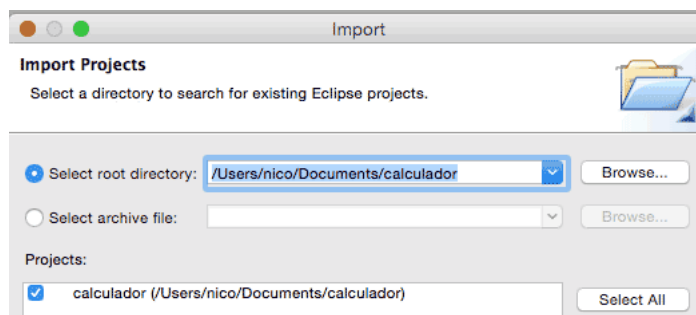 Import
Import Projects
Select a directory to search for existing Eclipse projects.
Select root directory: /Users/nico/Documents/calculador Browse...
Select archive file: Browse...
Projects:
calculador (/Users/nico/Documents/calculador) Select All